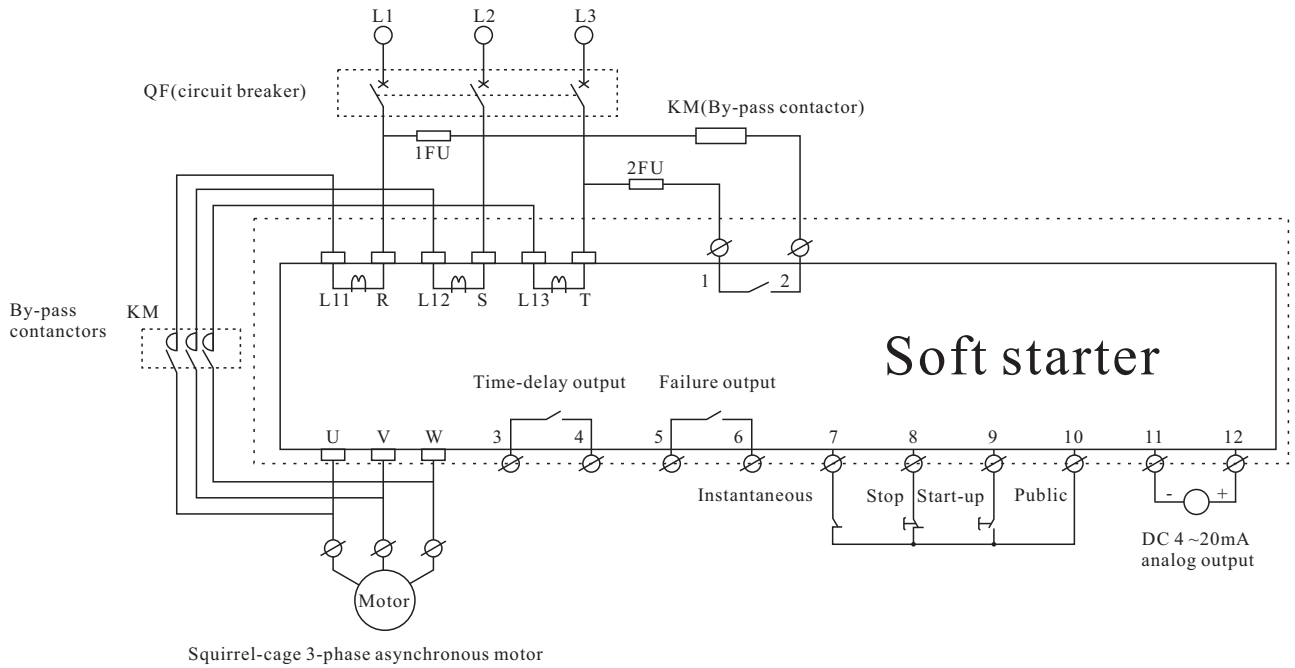 L1 L2 L3
QF(circuit breaker)
KM(By-pass contactor)
1FU
2FU
1 2
L11 R L12 S L13 T
By-pass
contanctors
KM
Soft starter
Time-delay output
Failure output
U V W 3 4 5 6 7 8 9 10 11 12
Instantaneous
Stop
Start-up
Public
- +
DC 4 ~20mA
analog output
Motor
Squirrel-cage 3-phase asynchronous motor